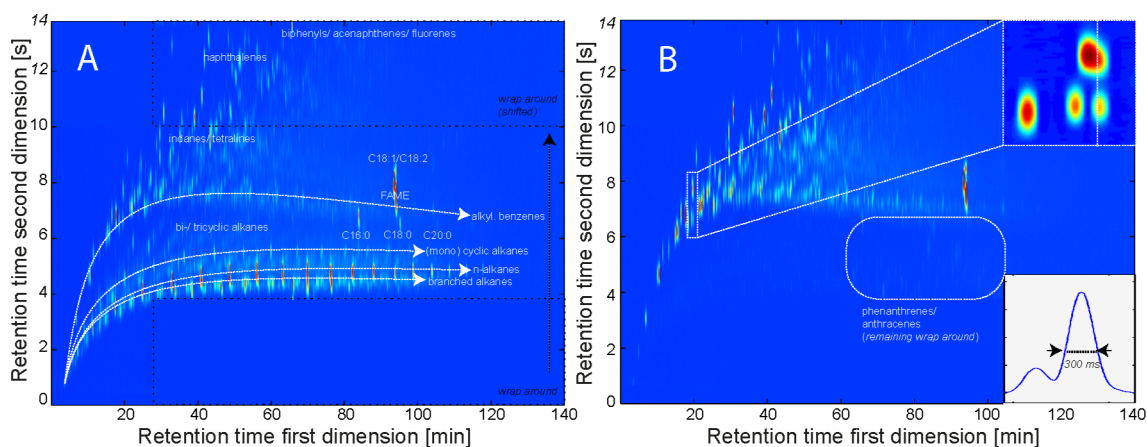 A
Retention time second dimension [s]
14
12
10
8
6
4
2
0
20
40
60
80
100
120
140
Retention time first dimension [min]
biphenyls/ acenaphthenes/ fluorenes
naphthalenes
wrap around
(shifted)
indanes/ tetralines
C18:1/C18:2
FAME
alkyl. benzenes
bi-/ tricyclic alkanes
C16:0
C18:0
C20:0
(mono) cyclic alkanes
n-alkanes
branched alkanes
wrap around
B
Retention time second dimension [s]
14
12
10
8
6
4
2
0
20
40
60
80
100
120
140
Retention time first dimension [min]
phenanthrenes/
anthracenes
(remaining wrap around)
300 ms